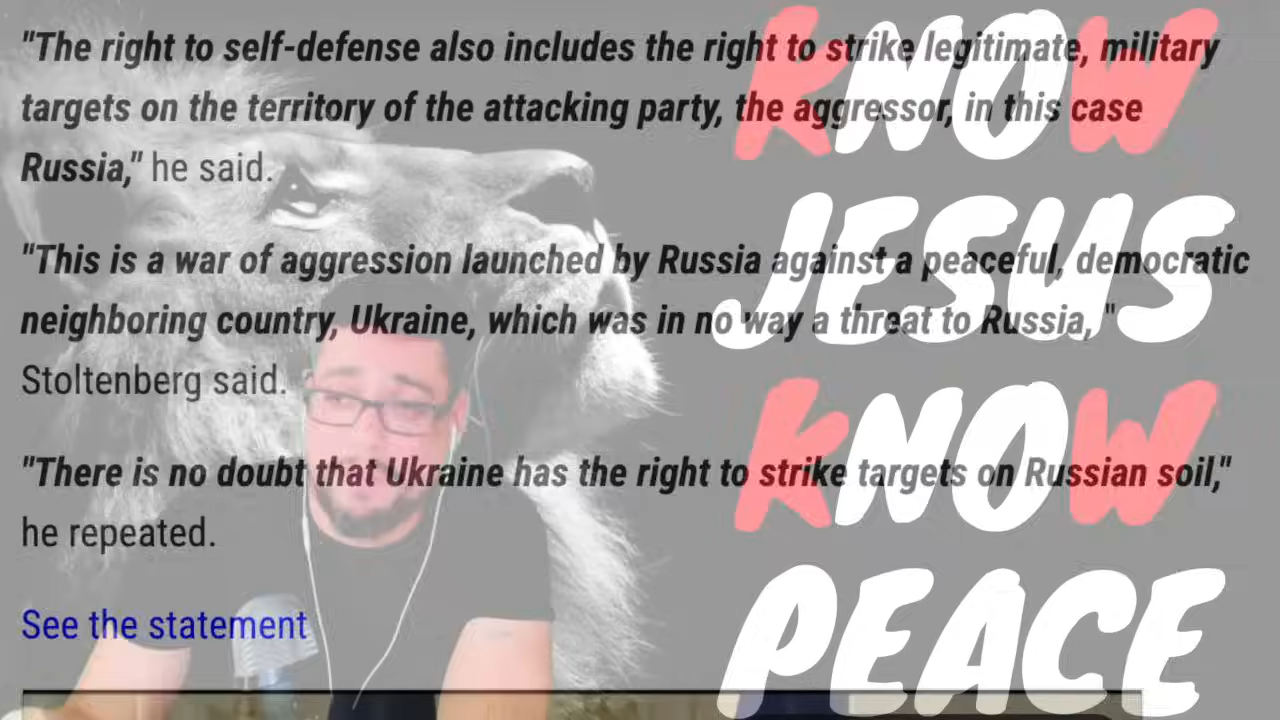 "The right to self-defense also includes the right to strike legitimate, military
targets on the territory of the attacking party, the aggressor, in this case
Russia," he said.
"This is a war of aggression launched by Russia against a peaceful, democratic
neighboring country, Ukraine, which was in no way a threat to Russia, "
Stoltenberg said.
"There is no doubt that Ukraine has the right to strike targets on Russian soil,"
he repeated.
See the statement
KNOW
JESUS
KNOW
PEACE